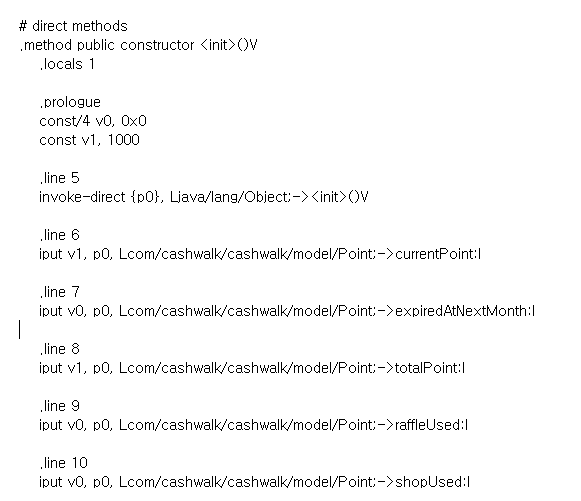 # direct methods
.method public constructor <init>()V
.locals 1
.prologue
const/4 v0, 0x0
const v1, 1000
.line 5
invoke-direct {p0}, Ljava/lang/Object;-><init>()V
.line 6
iput v1, p0, Lcom/cashwalk/cashwalk/model/Point;->currentPoint:I
.line 7
iput v0, p0, Lcom/cashwalk/cashwalk/model/Point;->expiredAtNextMonth:I
.line 8
iput v1, p0, Lcom/cashwalk/cashwalk/model/Point;->totalPoint:I
.line 9
iput v0, p0, Lcom/cashwalk/cashwalk/model/Point;->raffleUsed:I
.line 10
iput v0, p0, Lcom/cashwalk/cashwalk/model/Point;->shopUsed:I